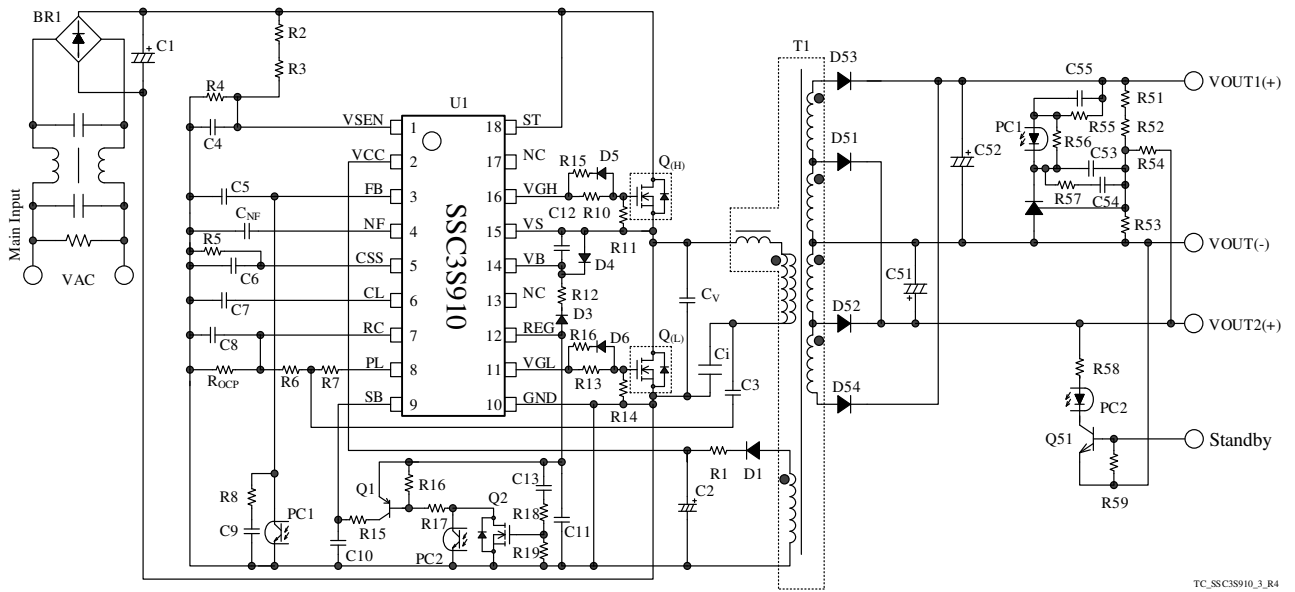 BR1
C1
R2
R3
R4
C4
Main Input
VAC
U1
SSC3S910
VSEN 1
VCC 2
FB 3
NF 4
CSS 5
CL 6
RC 7
PL 8
SB 9
18 ST
17 NC
16 VGH
15 VS
14 VB
13 NC
12 REG
11 VGL
10 GND
C5
CNF
R5
C6
C7
C8
ROCP
R6
R7
R15
D5
Q(H)
C12
R10
R11
D4
R12
D3
R16
D6
Q(L)
R13
R14
CV
Ci
C3
T1
D53
D51
D52
D54
C52
C51
C55
PC1
R55
R56
C53
R57
C54
R51
R52
R54
R53
VOUT1(+)
VOUT(-)
VOUT2(+)
R58
PC2
Q51
Standby
R59
R8
C9
PC1
Q1
R15
C10
R16
R17
PC2
Q2
C13
R18
R19
C11
C2
R1
D1
TC_SSC3S910_3_R4